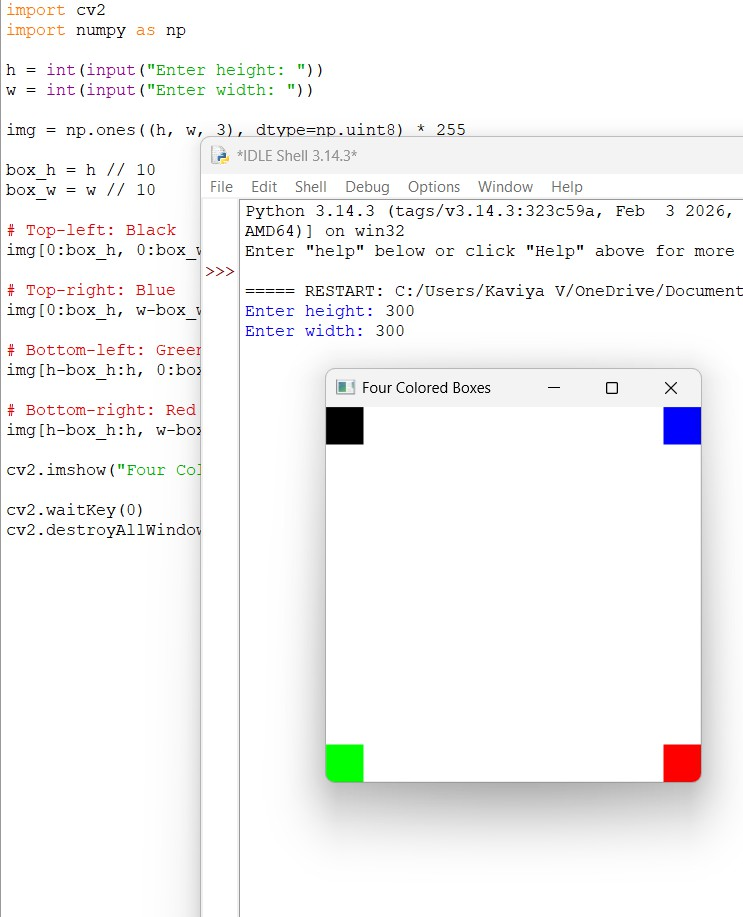 import cv2
import numpy as np
h = int(input("Enter height: "))
w = int(input("Enter width: "))
img = np.ones((h, w, 3), dtype=np.uint8) * 255
box_h = h // 10
box_w = w // 10
# Top-left: Black
img[0:box_h, 0:box_w
# Top-right: Blue
img[0:box_h, w-box_w
# Bottom-left: Green
img[h-box_h:h, 0:box
# Bottom-right: Red
img[h-box_h:h, w-box
cv2.imshow("Four Col
cv2.waitKey(0)
cv2.destroyAllWindow
*IDLE Shell 3.14.3*
File Edit Shell Debug Options Window Help
Python 3.14.3 (tags/v3.14.3:323c59a, Feb  3 2026,
AMD64)] on win32
Enter "help" below or click "Help" above for more
>>>
===== RESTART: C:/Users/Kaviya V/OneDrive/Document
Enter height: 300
Enter width: 300
Four Colored Boxes